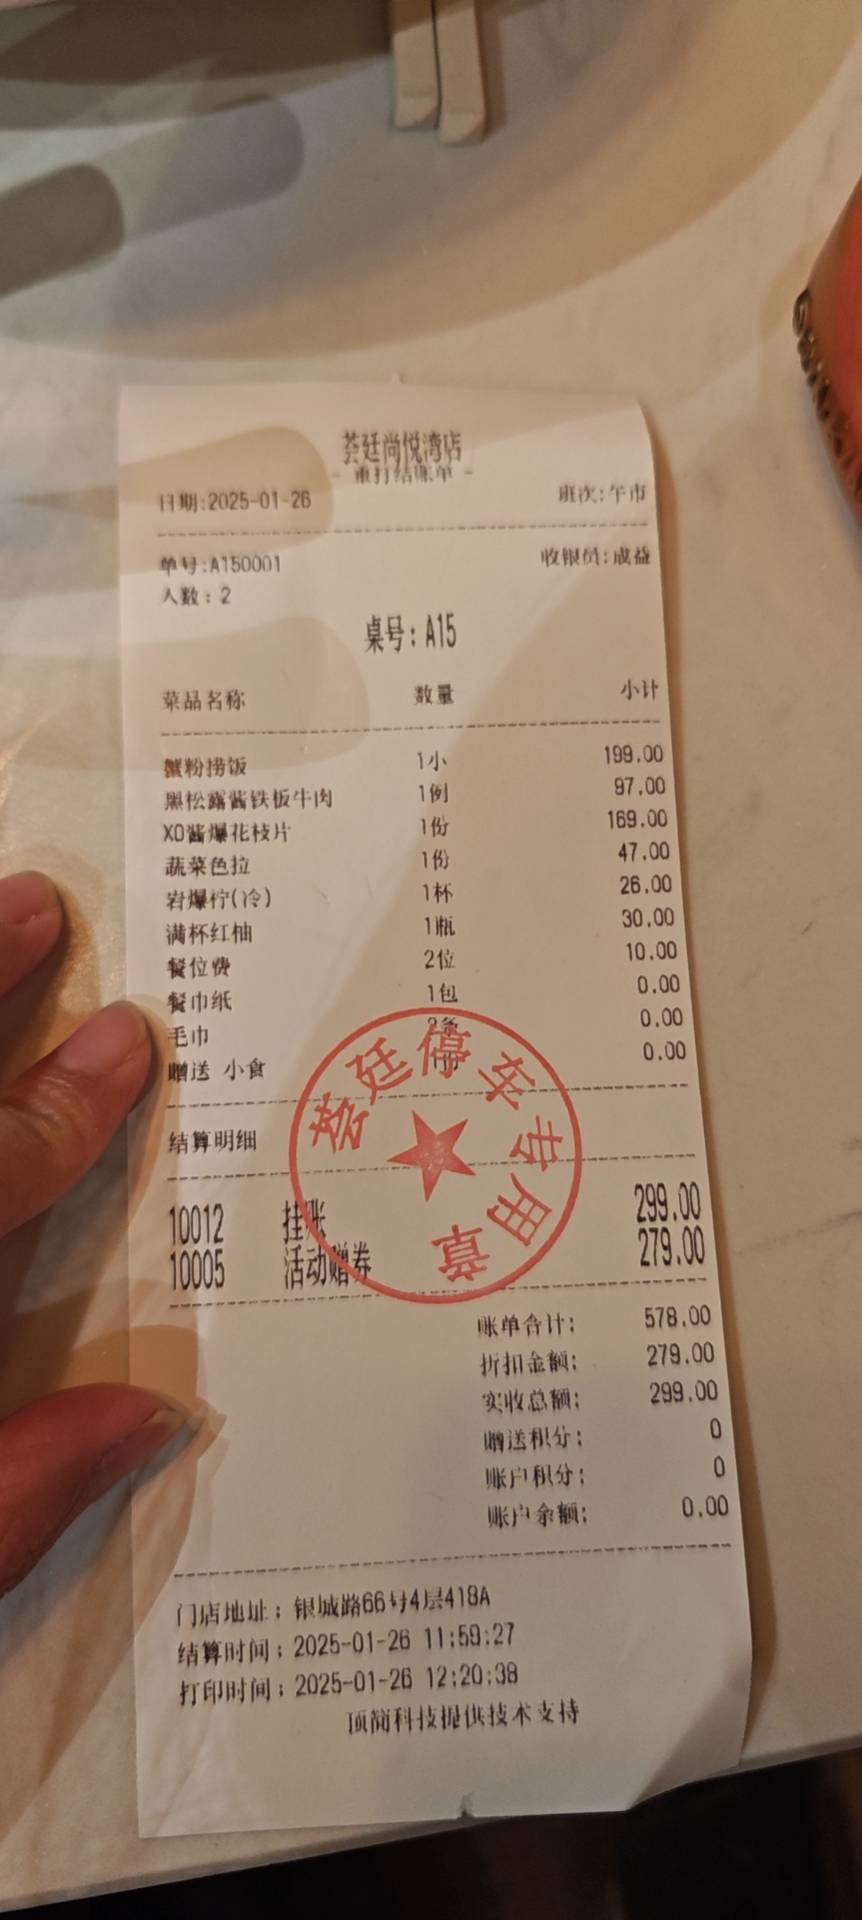 荟廷尚悦湾店
- 重打结账单 -
日期:2025-01-26 班次:午市
单号:A150001 收银员:成益
人数:2
桌号:A15
菜品名称 数量 小计
蟹粉捞饭 1小 199.00
黑松露酱铁板牛肉 1例 97.00
XO酱爆花枝片 1份 169.00
蔬菜色拉 1份 47.00
岩爆柠(冷) 1杯 26.00
满杯红柚 1瓶 30.00
餐位费 2位 10.00
餐巾纸 1包 0.00
毛巾 2条 0.00
赠送 小食 1份 0.00
荟廷停车专用章
结算明细
10012 挂账 299.00
10005 活动赠券 279.00
账单合计: 578.00
折扣金额: 279.00
实收总额: 299.00
赠送积分: 0
账户积分: 0
账户余额: 0.00
门店地址:银城路66号4层418A
结算时间:2025-01-26 11:59:27
打印时间:2025-01-26 12:20:38
顶简科技提供技术支持